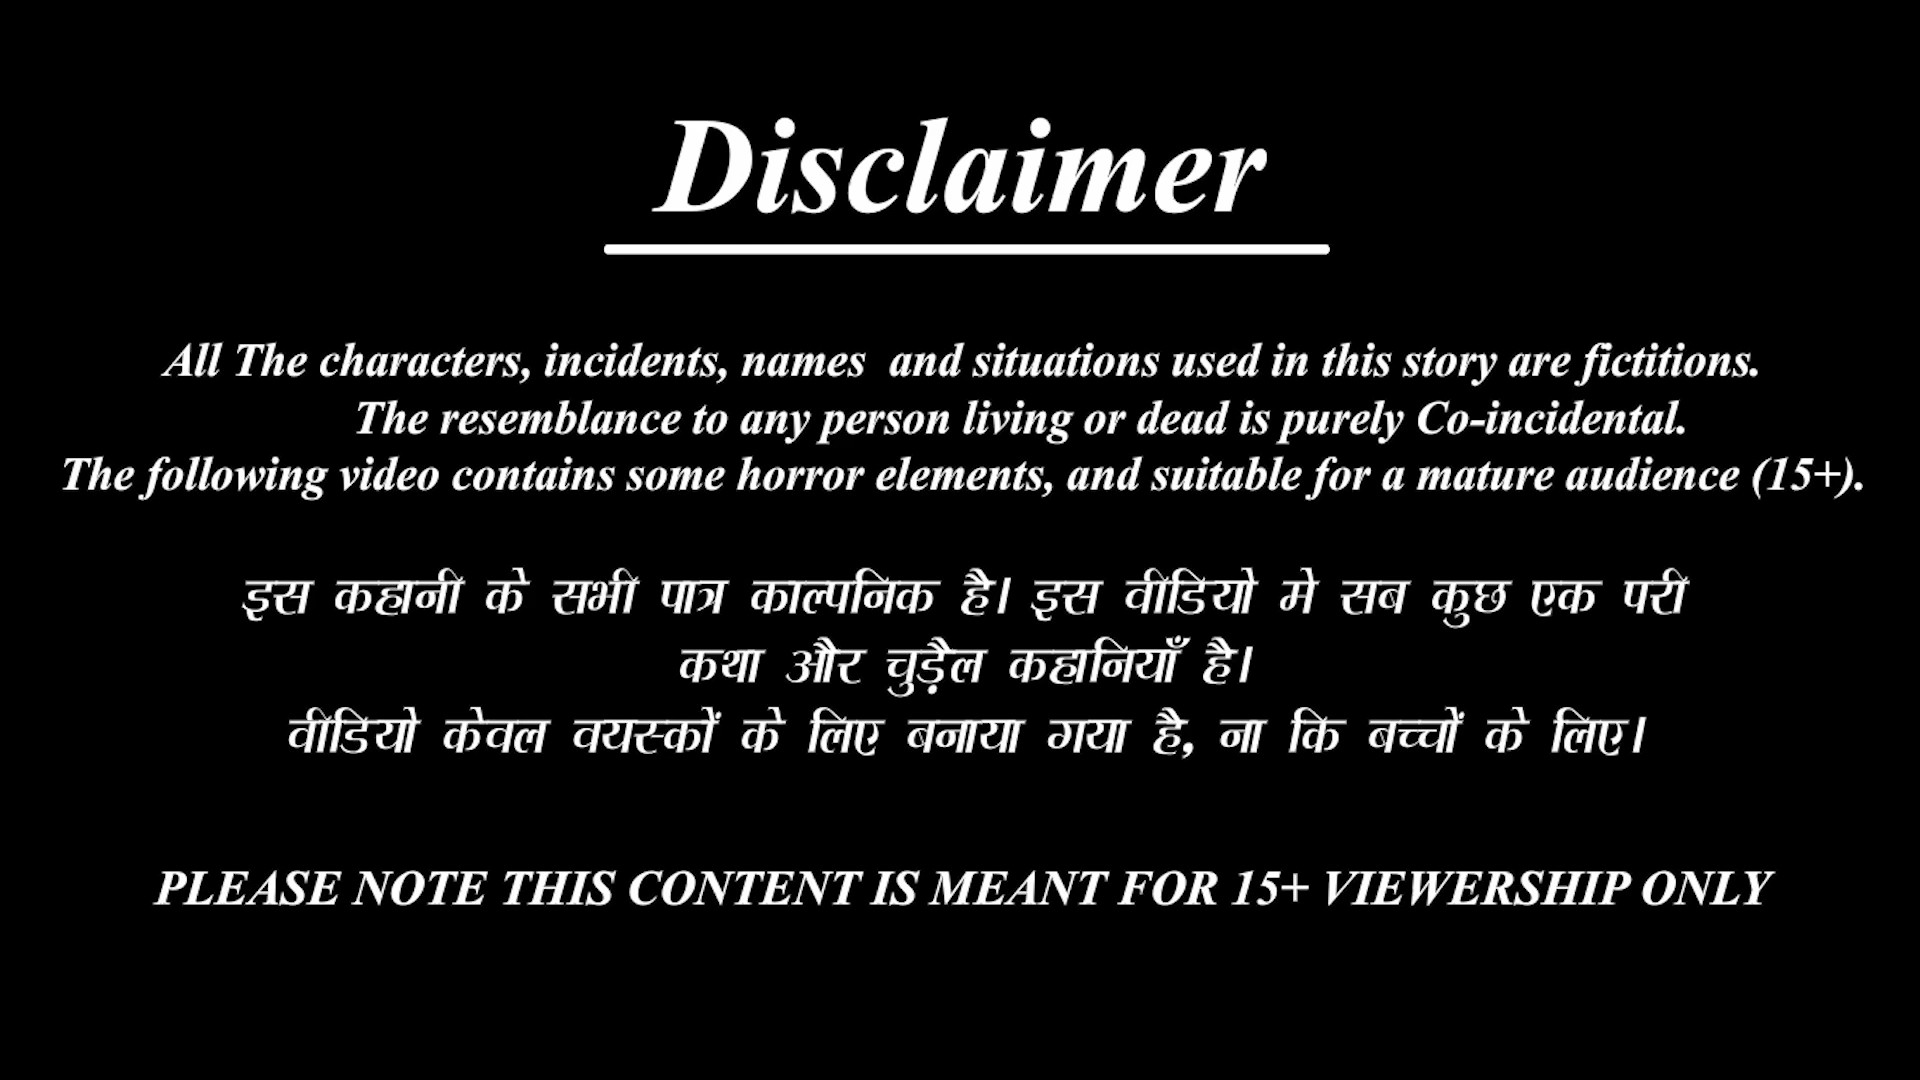 Disclaimer
All The characters, incidents, names and situations used in this story are fictitions.
The resemblance to any person living or dead is purely Co-incidental.
The following video contains some horror elements, and suitable for a mature audience (15+).
इस कहानी के सभी पात्र काल्पनिक है। इस वीडियो मे सब कुछ एक परी
कथा और चुड़ैल कहानियाँ है।
वीडियो केवल वयस्कों के लिए बनाया गया है, ना कि बच्चों के लिए।
PLEASE NOTE THIS CONTENT IS MEANT FOR 15+ VIEWERSHIP ONLY